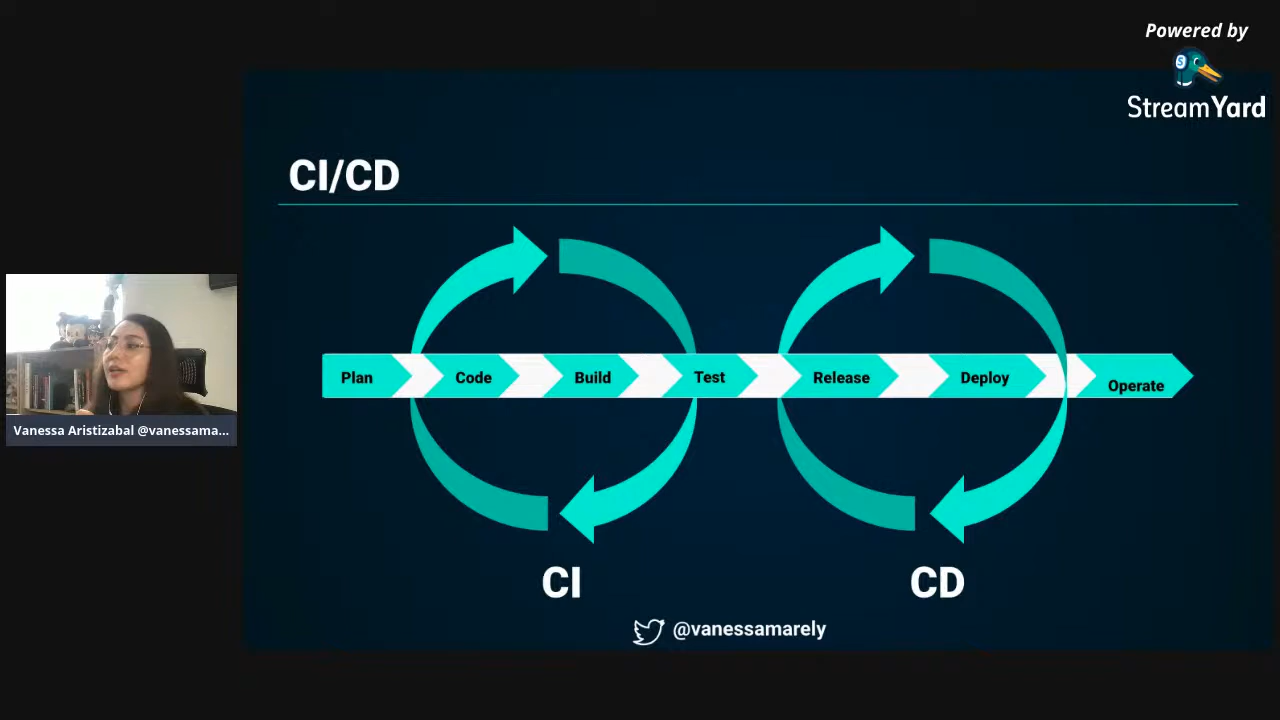 Powered by
StreamYard
CI/CD
Plan
Code
Build
Test
Release
Deploy
Operate
Vanessa Aristizabal @vanessama...
CI
CD
@vanessamarely